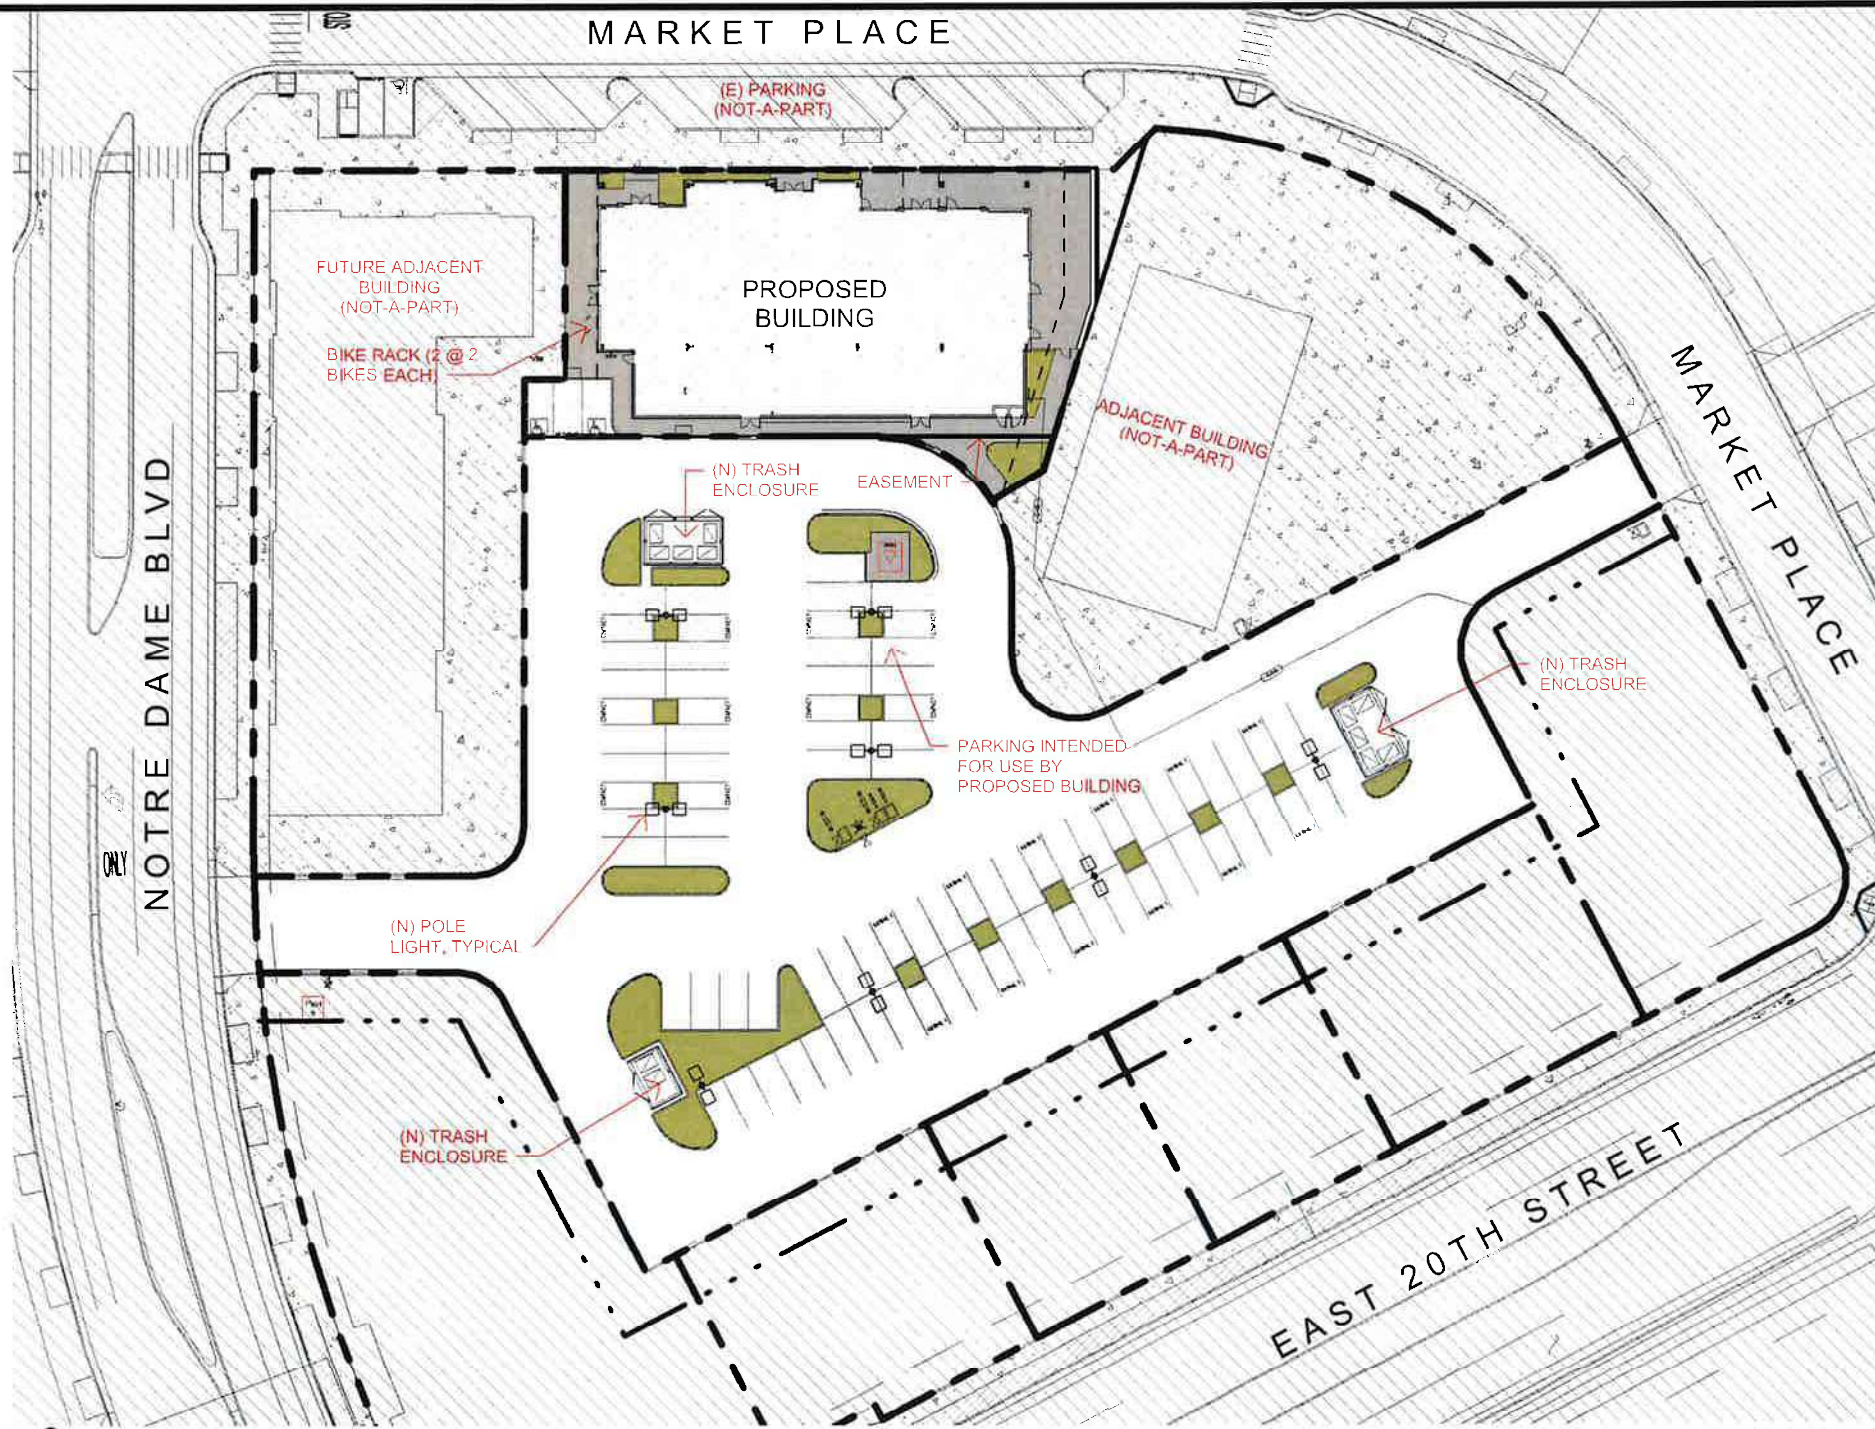 MARKET PLACE
(E) PARKING
(NOT-A-PART)
FUTURE ADJACENT
BUILDING
(NOT-A-PART)
PROPOSED
BUILDING
BIKE RACK (2 @ 2
BIKES EACH)
ADJACENT BUILDING
(NOT-A-PART)
MARKET PLACE
(N) TRASH
ENCLOSURE
EASEMENT
NOTRE DAME BLVD
ONLY
(N) TRASH
ENCLOSURE
PARKING INTENDED
FOR USE BY
PROPOSED BUILDING
(N) POLE
LIGHT, TYPICAL
(N) TRASH
ENCLOSURE
EAST 20TH STREET